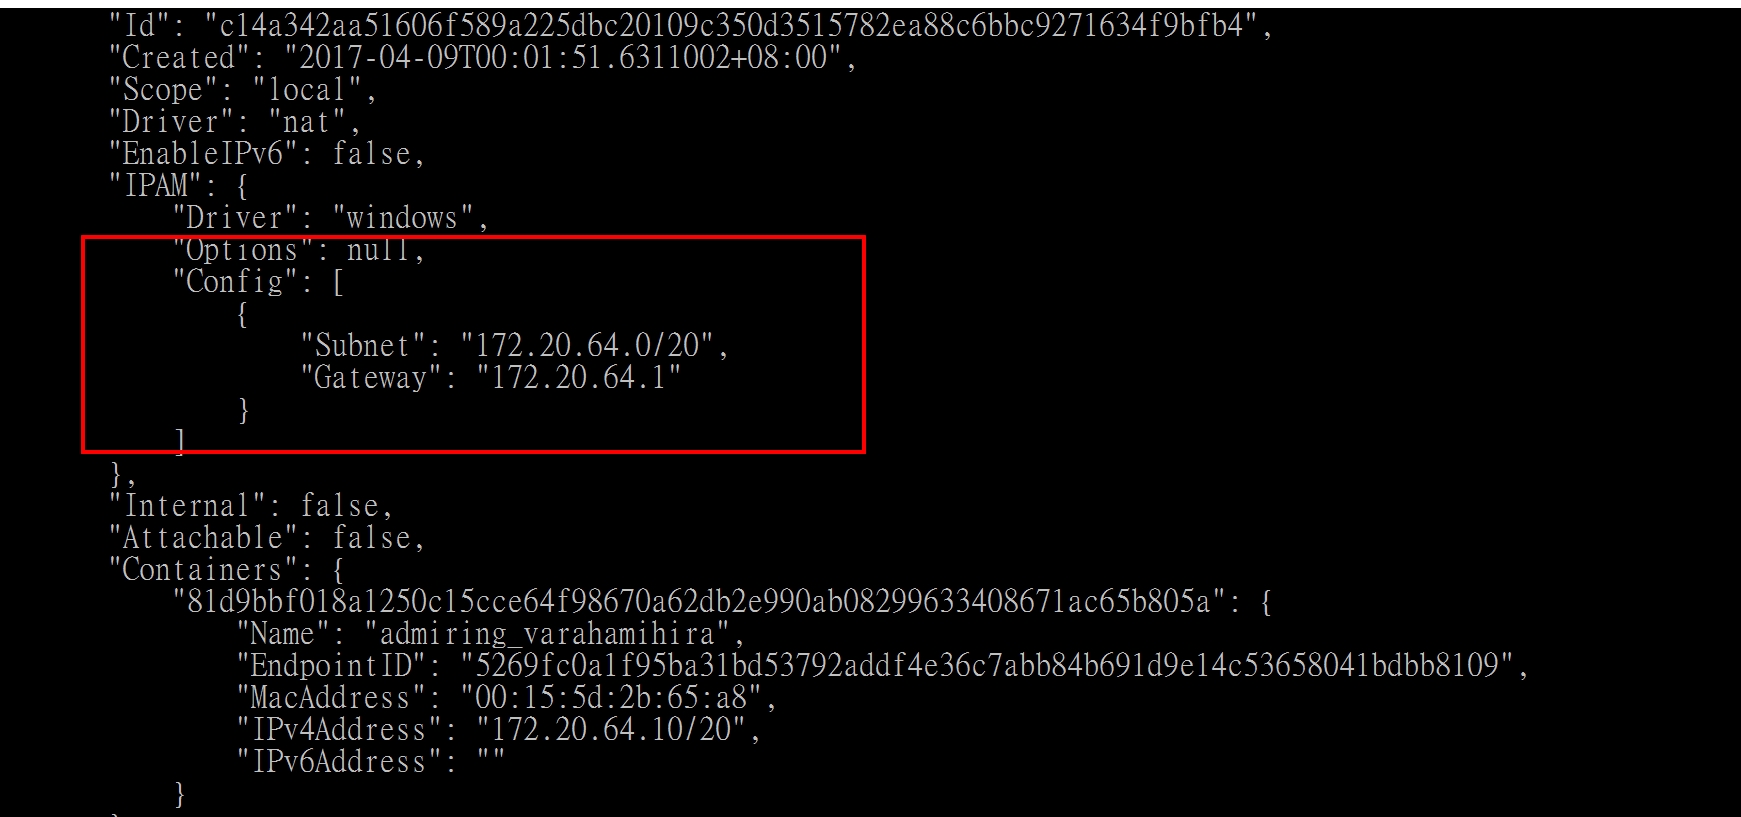 "Id": "c14a342aa51606f589a225dbc20109c350d3515782ea88c6bbc9271634f9bfb4",
"Created": "2017-04-09T00:01:51.6311002+08:00",
"Scope": "local",
"Driver": "nat",
"EnableIPv6": false,
"IPAM": {
"Driver": "windows",
"Options": null,
"Config": [
{
"Subnet": "172.20.64.0/20",
"Gateway": "172.20.64.1"
}
]
},
"Internal": false,
"Attachable": false,
"Containers": {
"81d9bbf018a1250c15cce64f98670a62db2e990ab08299633408671ac65b805a": {
"Name": "admiring_varahamihira",
"EndpointID": "5269fc0a1f95ba31bd53792addf4e36c7abb84b691d9e14c53658041bdbb8109",
"MacAddress": "00:15:5d:2b:65:a8",
"IPv4Address": "172.20.64.10/20",
"IPv6Address": ""
}